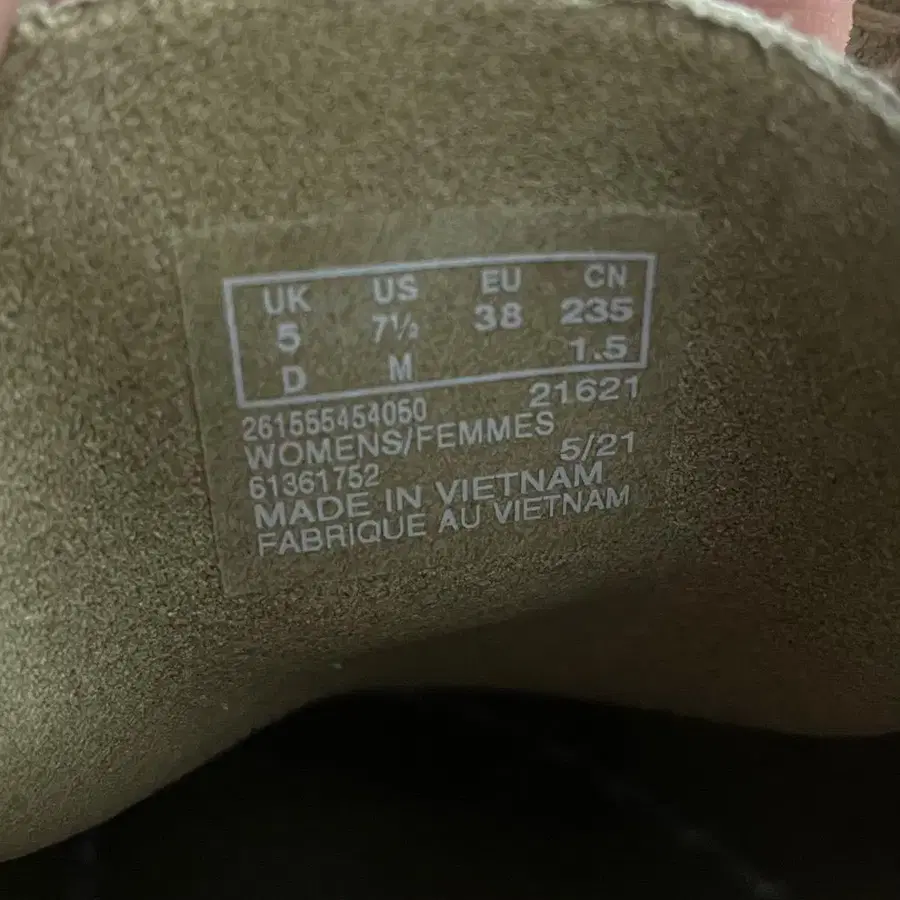 UK US EU CN
5 7½ 38 235
D M 1.5
261555454050 21621
WOMENS/FEMMES
61361752 5/21
MADE IN VIETNAM
FABRIQUE AU VIETNAM